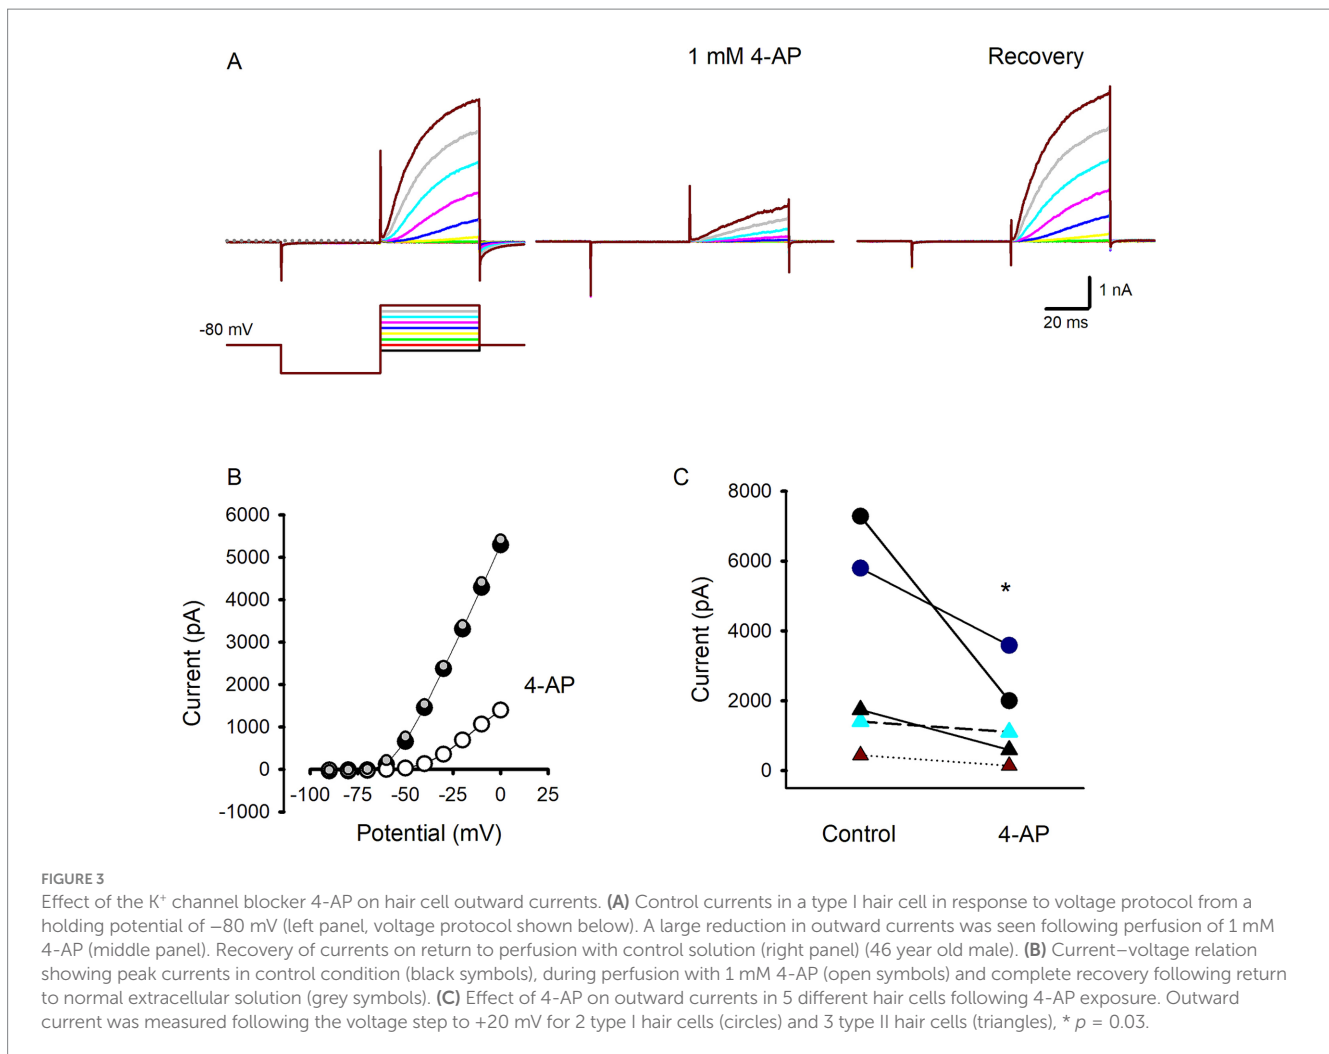 A
1 mM 4-AP
Recovery
-80 mV
1 nA
20 ms
B
6000
5000
4000
3000
2000
1000
0
-1000
-100
-75
-50
-25
0
25
Current (pA)
Potential (mV)
4-AP
C
8000
6000
4000
2000
0
Current (pA)
*
Control
4-AP
FIGURE 3
Effect of the K⁺ channel blocker 4-AP on hair cell outward currents. (A) Control currents in a type I hair cell in response to voltage protocol from a
holding potential of −80 mV (left panel, voltage protocol shown below). A large reduction in outward currents was seen following perfusion of 1 mM
4-AP (middle panel). Recovery of currents on return to perfusion with control solution (right panel) (46 year old male). (B) Current–voltage relation
showing peak currents in control condition (black symbols), during perfusion with 1 mM 4-AP (open symbols) and complete recovery following return
to normal extracellular solution (grey symbols). (C) Effect of 4-AP on outward currents in 5 different hair cells following 4-AP exposure. Outward
current was measured following the voltage step to +20 mV for 2 type I hair cells (circles) and 3 type II hair cells (triangles), * p = 0.03.